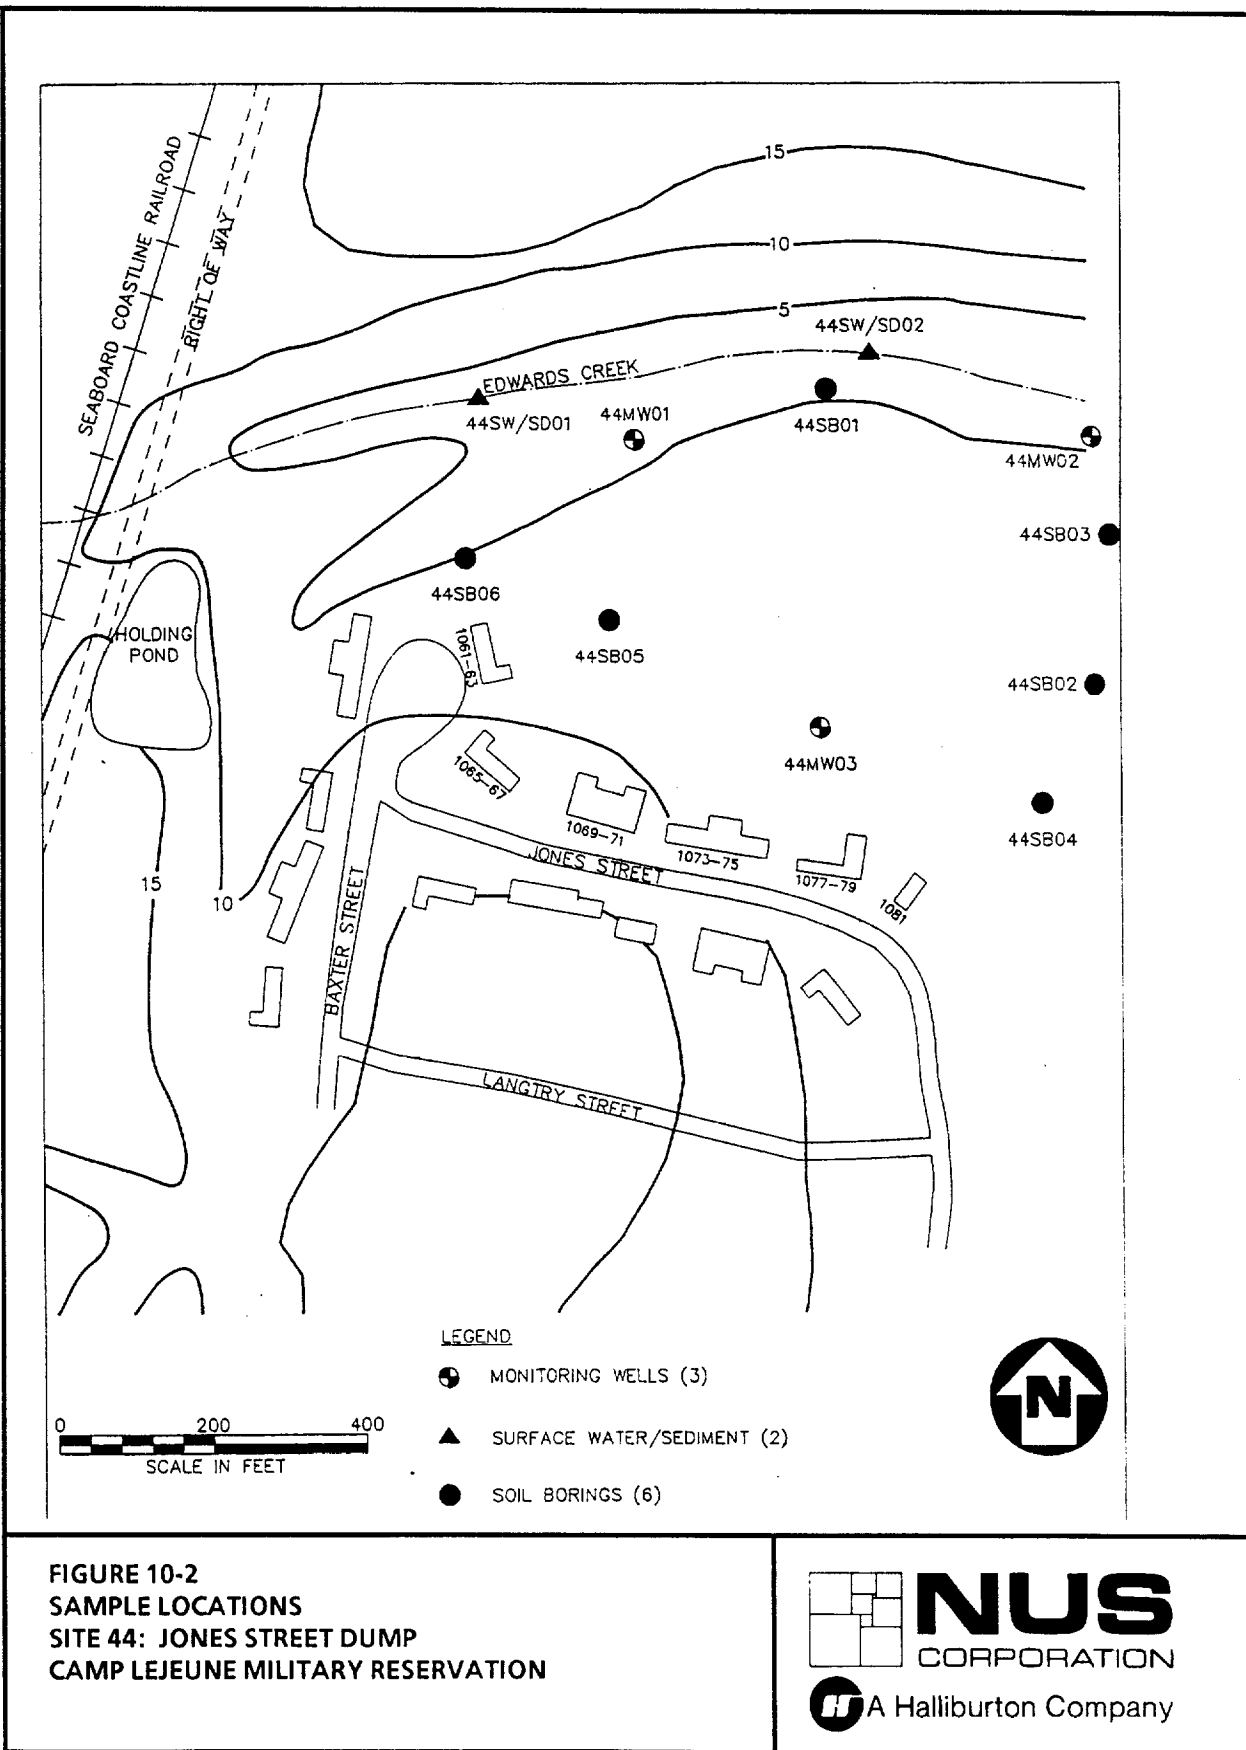 15
10
5
SEABOARD COASTLINE RAILROAD
RIGHT OF WAY
44SW/SD02
EDWARDS CREEK
44SW/SD01
44MW01
44SB01
44MW02
44SB03
44SB06
44SB05
44SB02
HOLDING
POND
1061-63
1065-67
44MW03
1069-71
1073-75
44SB04
JONES STREET
1077-79
1081
15
10
BAXTER STREET
LANGTRY STREET
LEGEND
MONITORING WELLS (3)
SURFACE WATER/SEDIMENT (2)
SOIL BORINGS (6)
0 200 400
SCALE IN FEET
N
FIGURE 10-2
SAMPLE LOCATIONS
SITE 44: JONES STREET DUMP
CAMP LEJEUNE MILITARY RESERVATION
NUS
CORPORATION
H A Halliburton Company